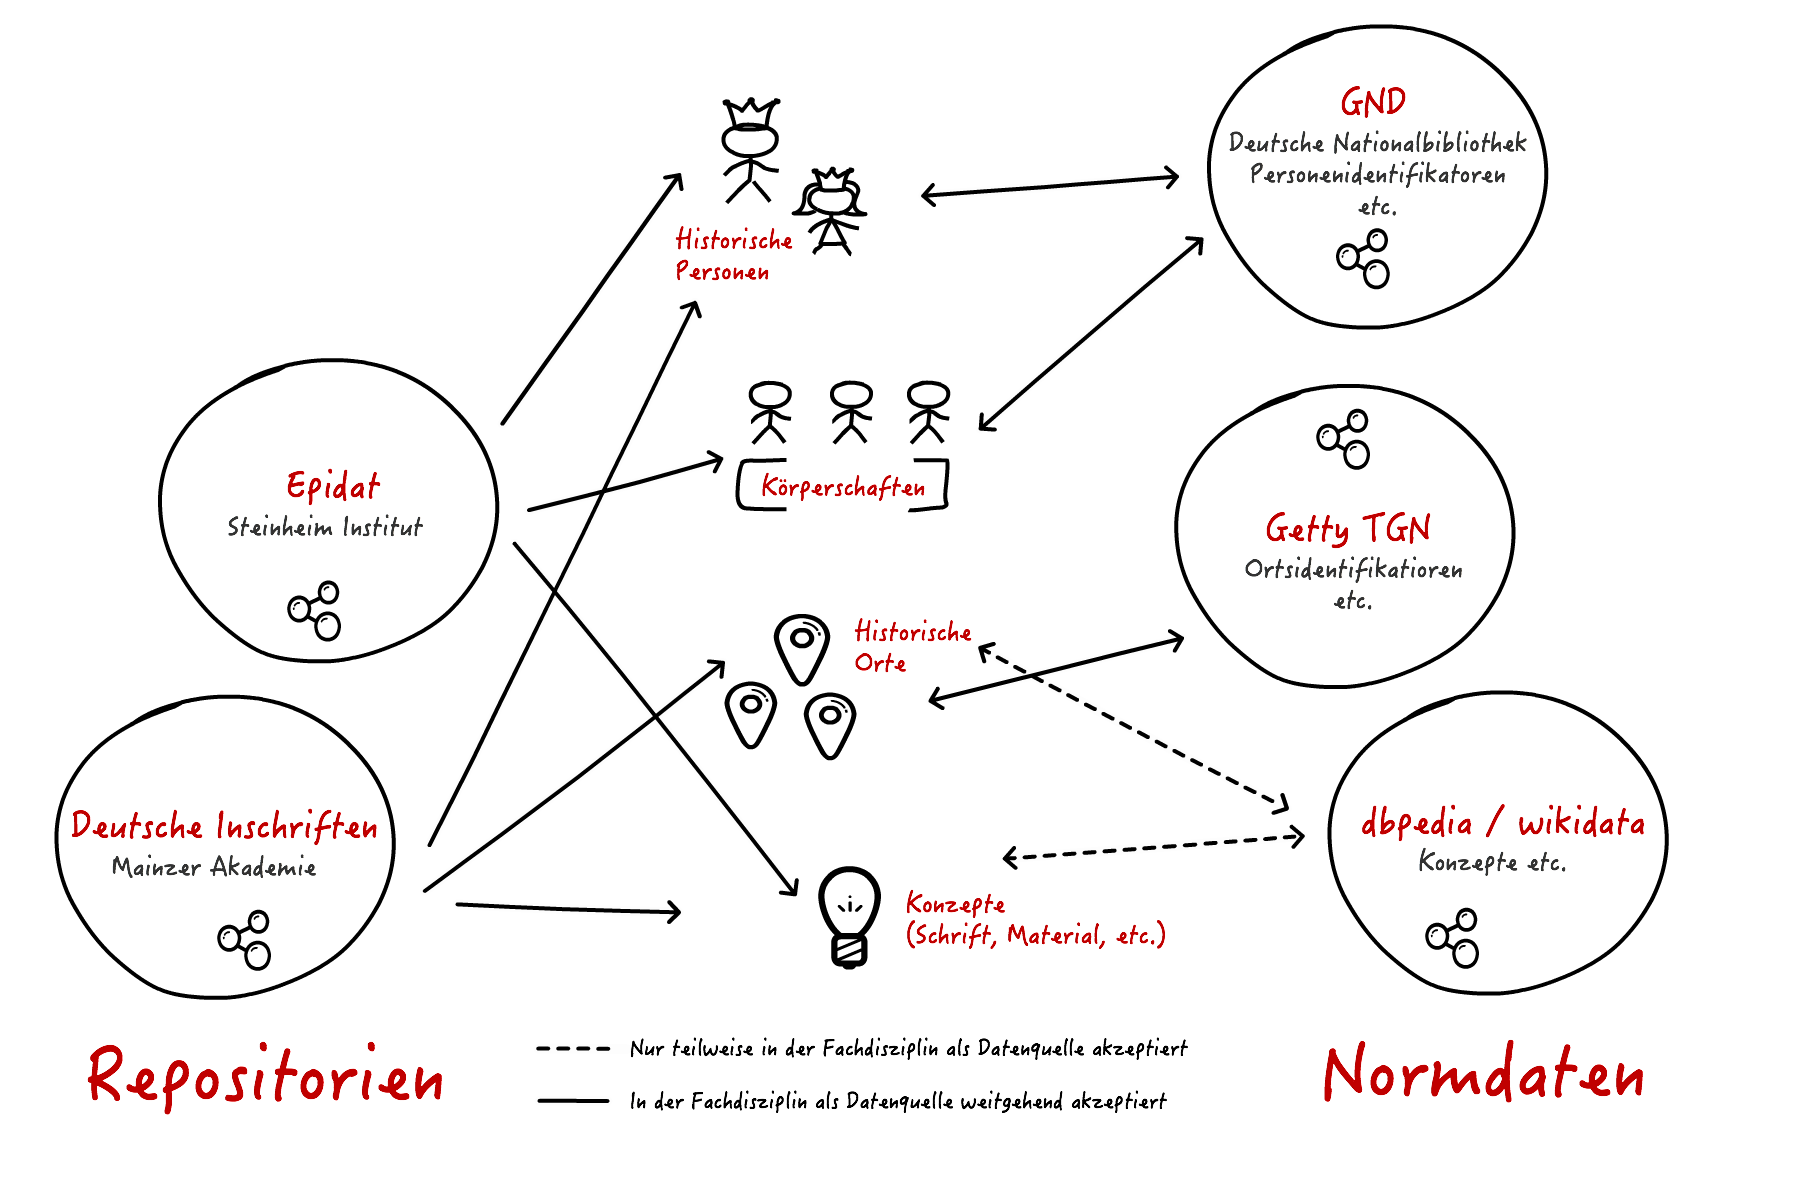 GND
Deutsche Nationalbibliothek
Personenidentifikatoren
etc.
Historische
Personen
Epidat
Steinheim Institut
Körperschaften
Getty TGN
Ortsidentifikatioren
etc.
Historische
Orte
Deutsche Inschriften
Mainzer Akademie
dbpedia / wikidata
Konzepte etc.
Konzepte
(Schrift, Material, etc.)
Repositorien
Nur teilweise in der Fachdisziplin als Datenquelle akzeptiert
In der Fachdisziplin als Datenquelle weitgehend akzeptiert
Normdaten